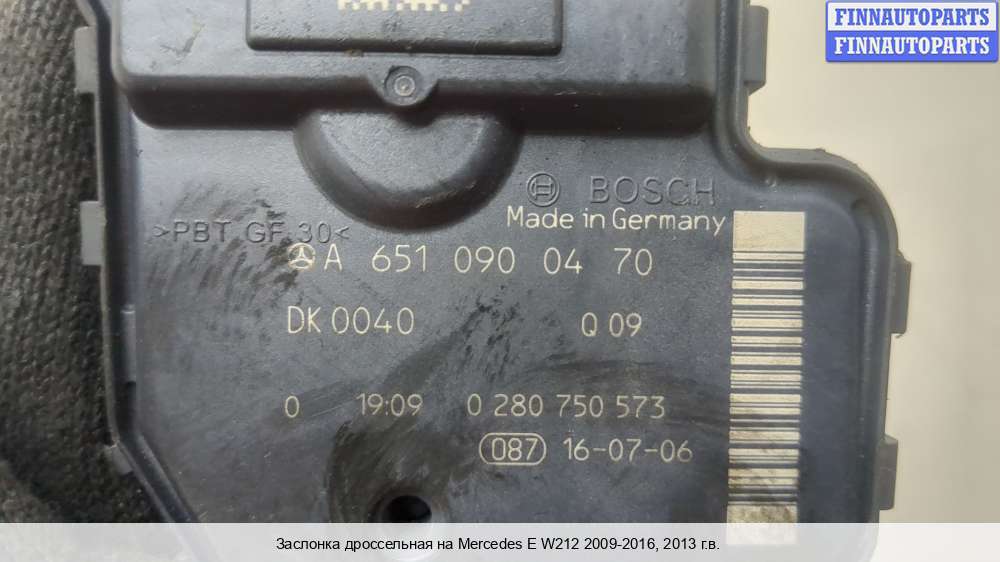 FINNAUTOPARTS
FINNAUTOPARTS
BOSCH
Made in Germany
>PBT GF 30<
A 651 090 04 70
DK 0040 Q 09
0 19:09 0 280 750 573
087 16-07-06
Заслонка дроссельная на Mercedes E W212 2009-2016, 2013 г.в.